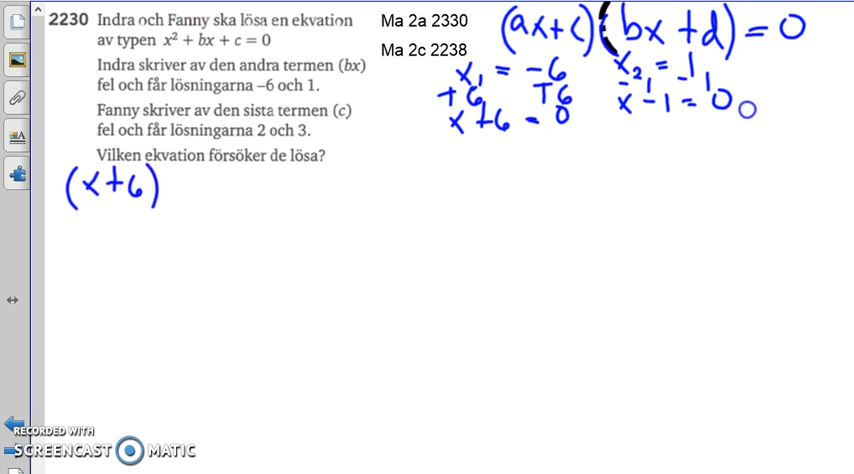 2230 Indra och Fanny ska lösa en ekvation
av typen x² + bx + c = 0
Indra skriver av den andra termen (bx)
fel och får lösningarna –6 och 1.
Fanny skriver av den sista termen (c)
fel och får lösningarna 2 och 3.
Vilken ekvation försöker de lösa?
Ma 2a 2330
Ma 2c 2238
(ax+c)(bx+d)=0
x₁ = -6
+6 +6
x+6 = 0
x₂ = 1
-1 -1
x-1=0
(x+6)
RECORDED WITH
SCREENCAST MATIC